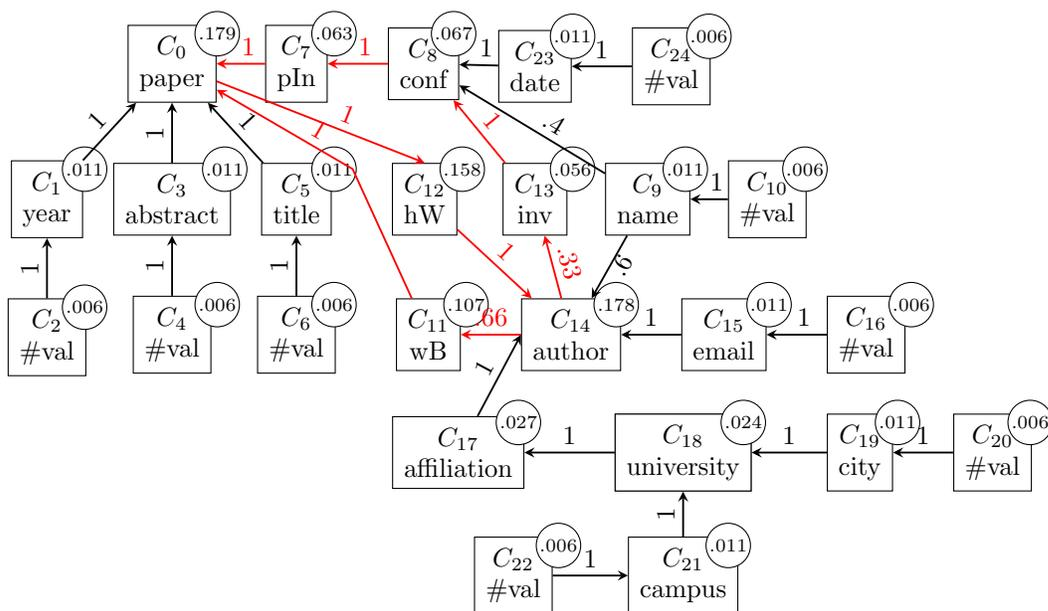 C0 .179
paper
1
C7 .063
pIn
1
C8 .067
conf
1
C23 .011
date
1
C24 .006
#val
1
1
1
1
1
1
1
.4
C1 .011
year
C3 .011
abstract
C5 .011
title
C12 .158
hW
C13 .056
inv
C9 .011
name
1
C10 .006
#val
1
1
1
1
.33
.6
C2 .006
#val
C4 .006
#val
C6 .006
#val
C11 .107
wB
.66
C14 .178
author
1
C15 .011
email
1
C16 .006
#val
1
C17 .027
affiliation
1
C18 .024
university
1
C19 .011
city
1
C20 .006
#val
1
C22 .006
#val
1
C21 .011
campus